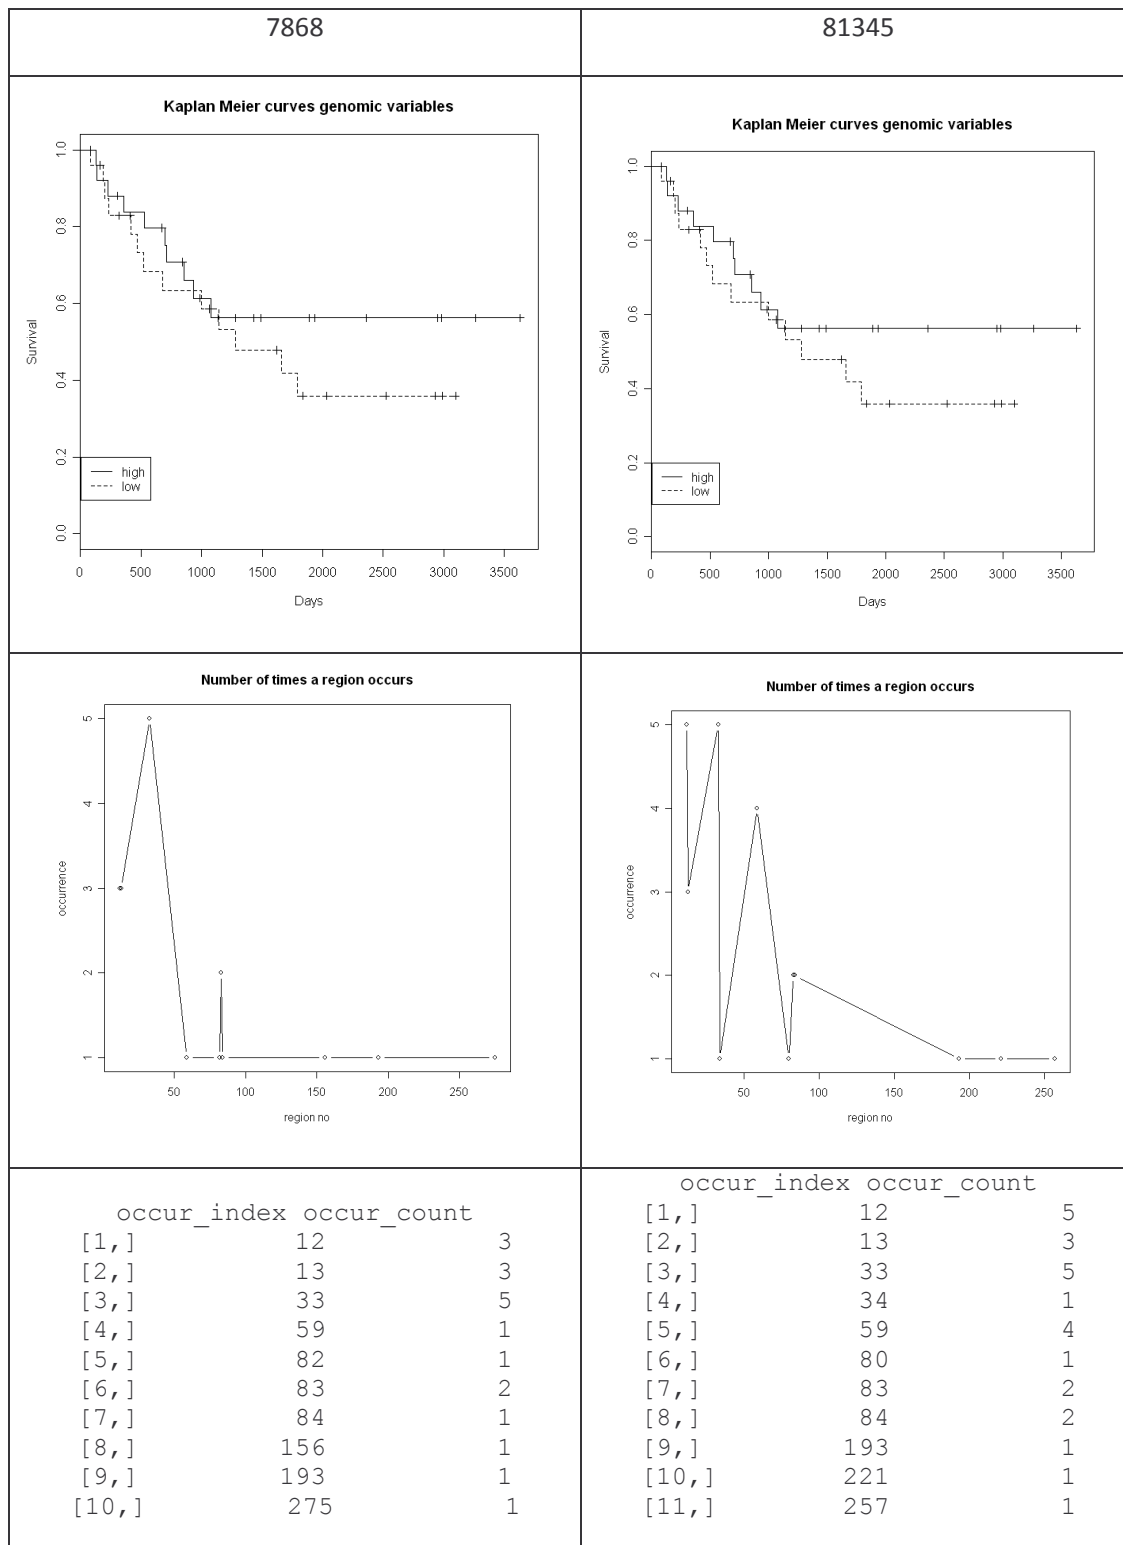 7868
81345
Kaplan Meier curves genomic variables
1.0
0.8
0.6
0.4
0.2
0.0
Survival
high
low
0 500 1000 1500 2000 2500 3000 3500
Days
Kaplan Meier curves genomic variables
1.0
0.8
0.6
0.4
0.2
0.0
Survival
high
low
0 500 1000 1500 2000 2500 3000 3500
Days
Number of times a region occurs
5
4
3
2
1
occurrence
50 100 150 200 250
region no
Number of times a region occurs
5
4
3
2
1
occurrence
50 100 150 200 250
region no
occur_index occur_count
[1,] 12 3
[2,] 13 3
[3,] 33 5
[4,] 59 1
[5,] 82 1
[6,] 83 2
[7,] 84 1
[8,] 156 1
[9,] 193 1
[10,] 275 1
occur_index occur_count
[1,] 12 5
[2,] 13 3
[3,] 33 5
[4,] 34 1
[5,] 59 4
[6,] 80 1
[7,] 83 2
[8,] 84 2
[9,] 193 1
[10,] 221 1
[11,] 257 1